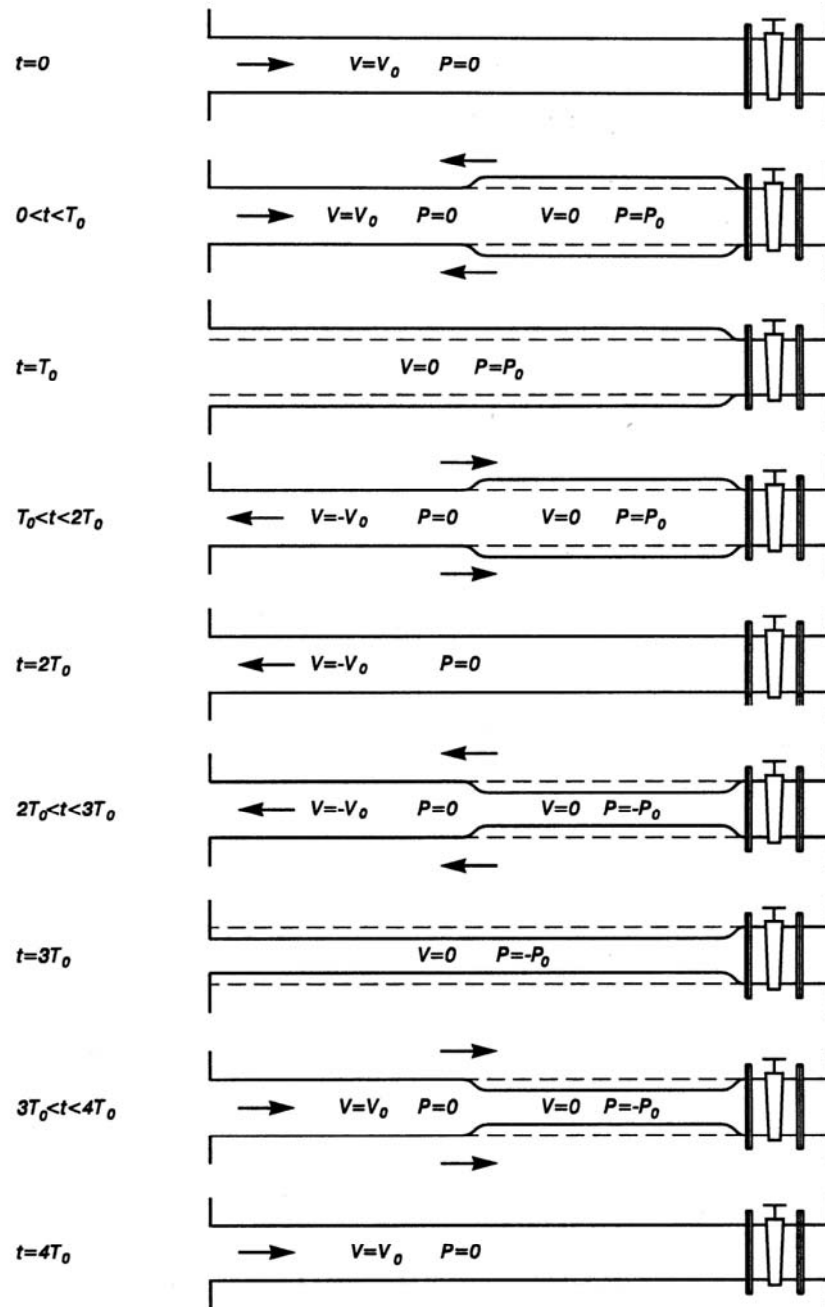 t=0 V=V₀ P=0
0<t<T₀ V=V₀ P=0 V=0 P=P₀
t=T₀ V=0 P=P₀
T₀<t<2T₀ V=-V₀ P=0 V=0 P=P₀
t=2T₀ V=-V₀ P=0
2T₀<t<3T₀ V=-V₀ P=0 V=0 P=-P₀
t=3T₀ V=0 P=-P₀
3T₀<t<4T₀ V=V₀ P=0 V=0 P=-P₀
t=4T₀ V=V₀ P=0